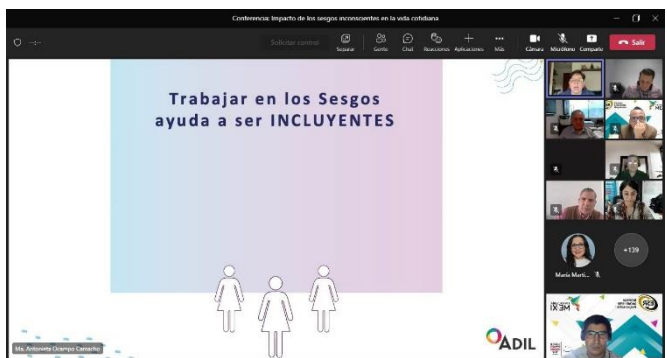 Conferencia: Impacto de los sesgos inconscientes en la vida cotidiana
Solicitar control
Separar
Gente
Chat
Reacciones
Aplicaciones
Más
Cámara
Micrófono
Compartir
Salir
Trabajar en los Sesgos
ayuda a ser INCLUYENTES
+139
María Martí...
ADIL
Ma. Antonieta Ocampo Camacho